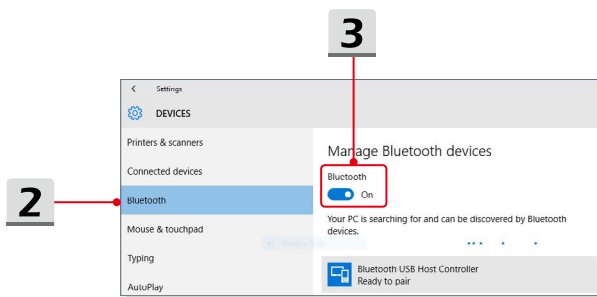 3
2
Settings
DEVICES
Printers & scanners
Connected devices
Bluetooth
Mouse & touchpad
Typing
AutoPlay
Manage Bluetooth devices
Bluetooth
On
Your PC is searching for and can be discovered by Bluetooth
devices.
Bluetooth USB Host Controller
Ready to pair